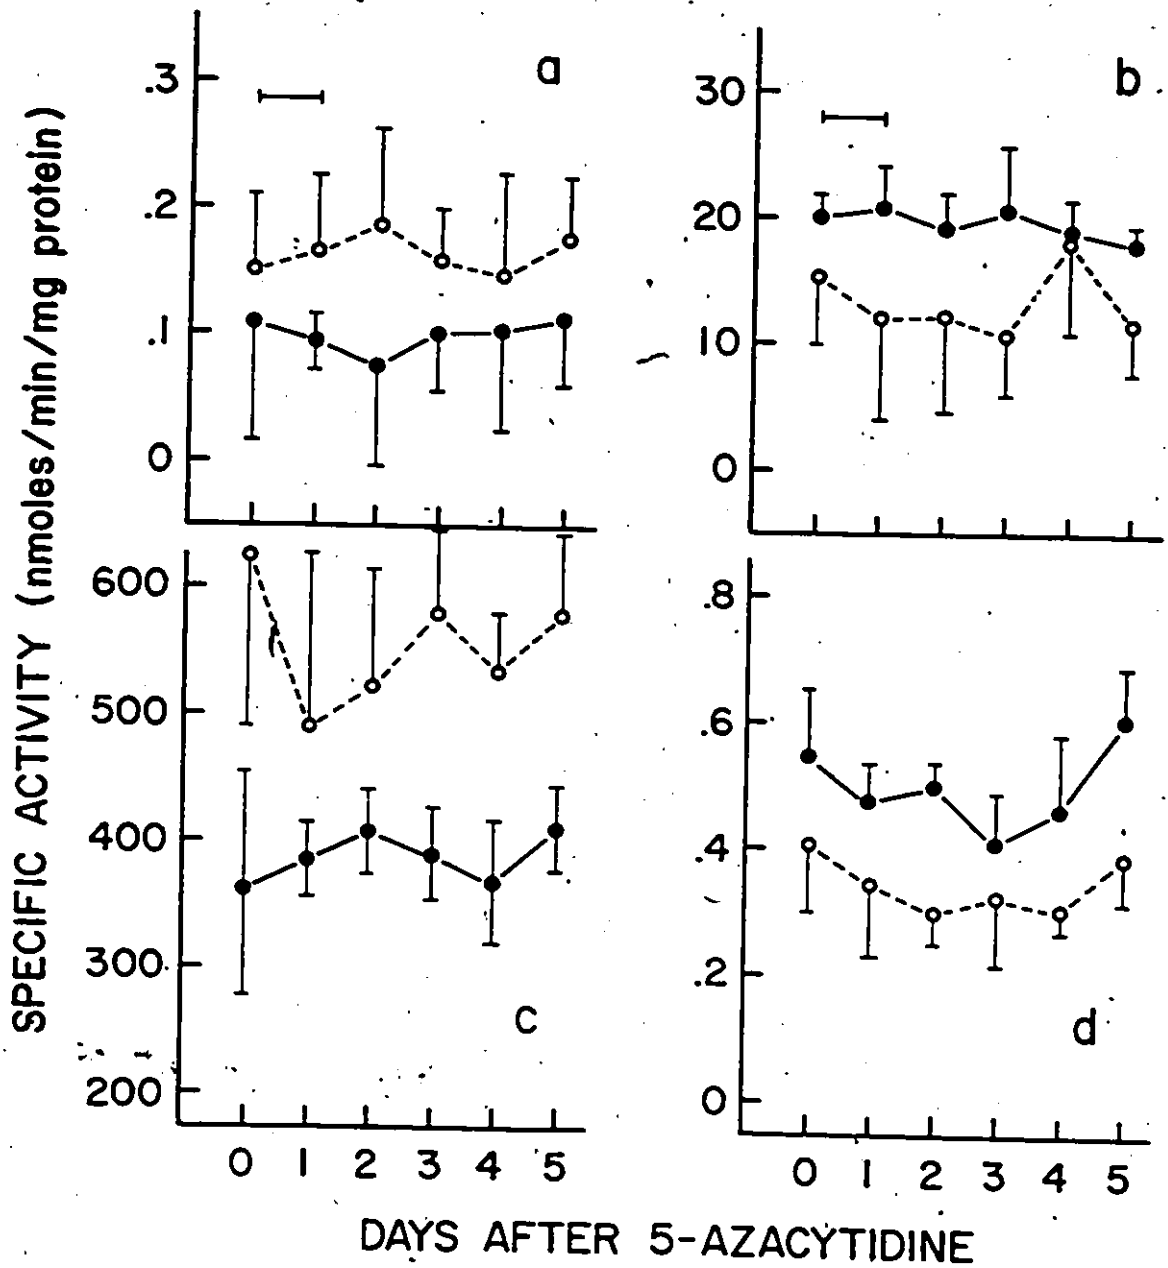 SPECIFIC ACTIVITY (nmoles/min/mg protein)
a
.3
.2
.1
0
b
30
20
10
0
600
500
400
300
200
c
0 1 2 3 4 5
.8
.6
.4
.2
0
d
0 1 2 3 4 5
DAYS AFTER 5-AZACYTIDINE